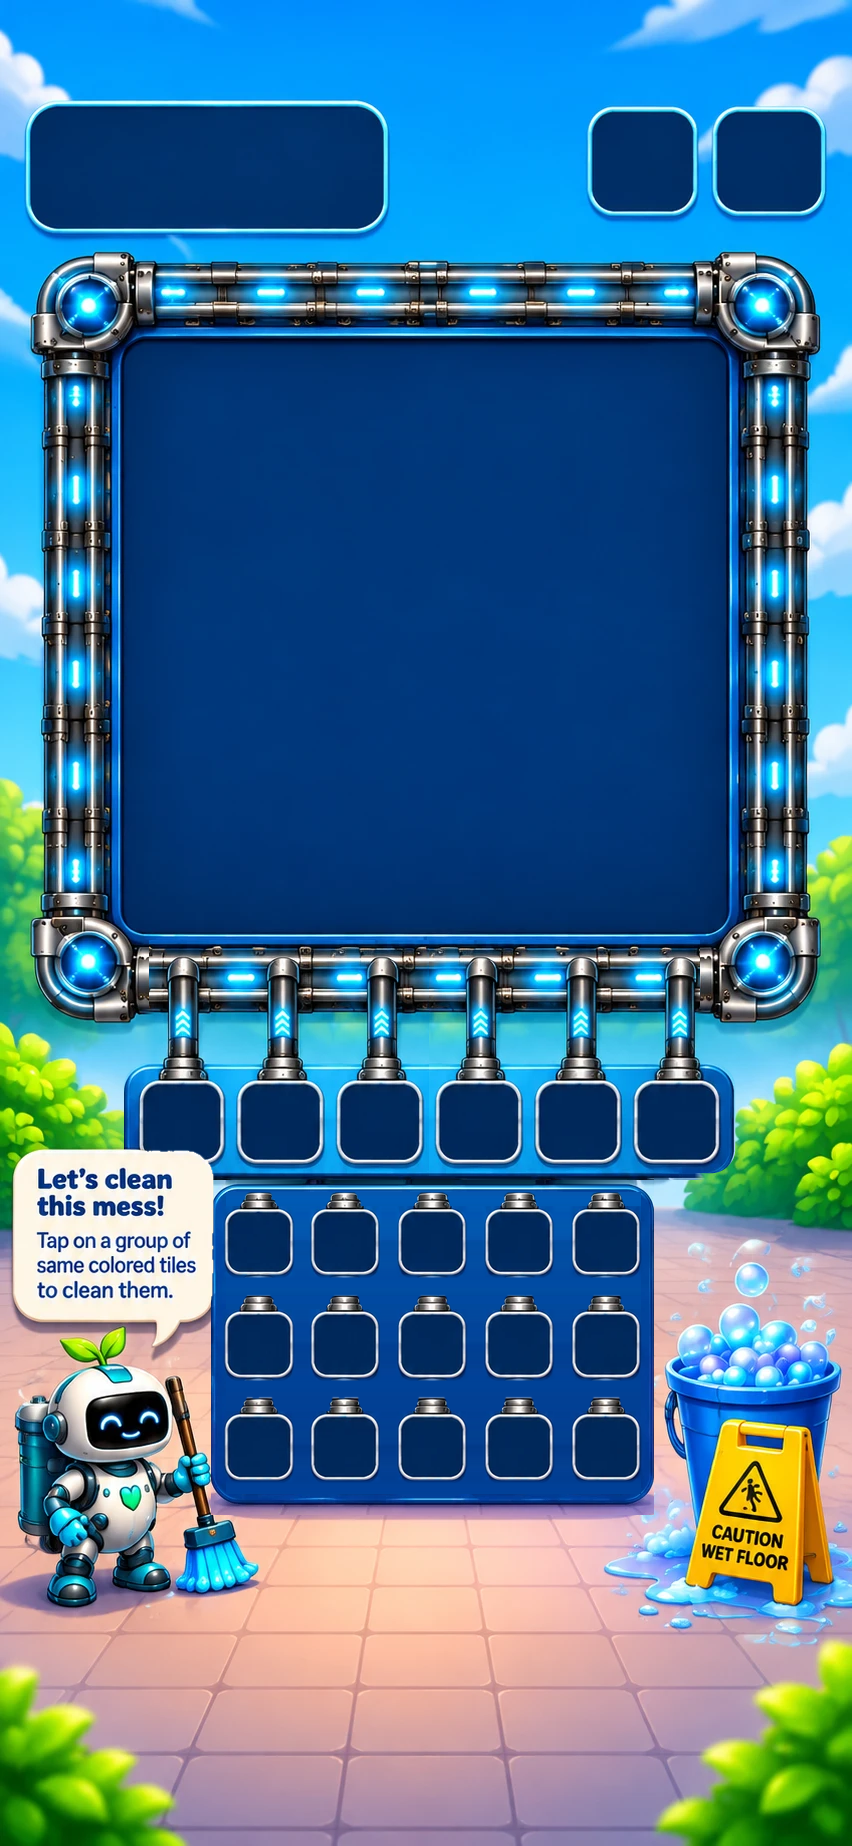 Let's clean
this mess!
Tap on a group of
same colored tiles
to clean them.
CAUTION
WET FLOOR